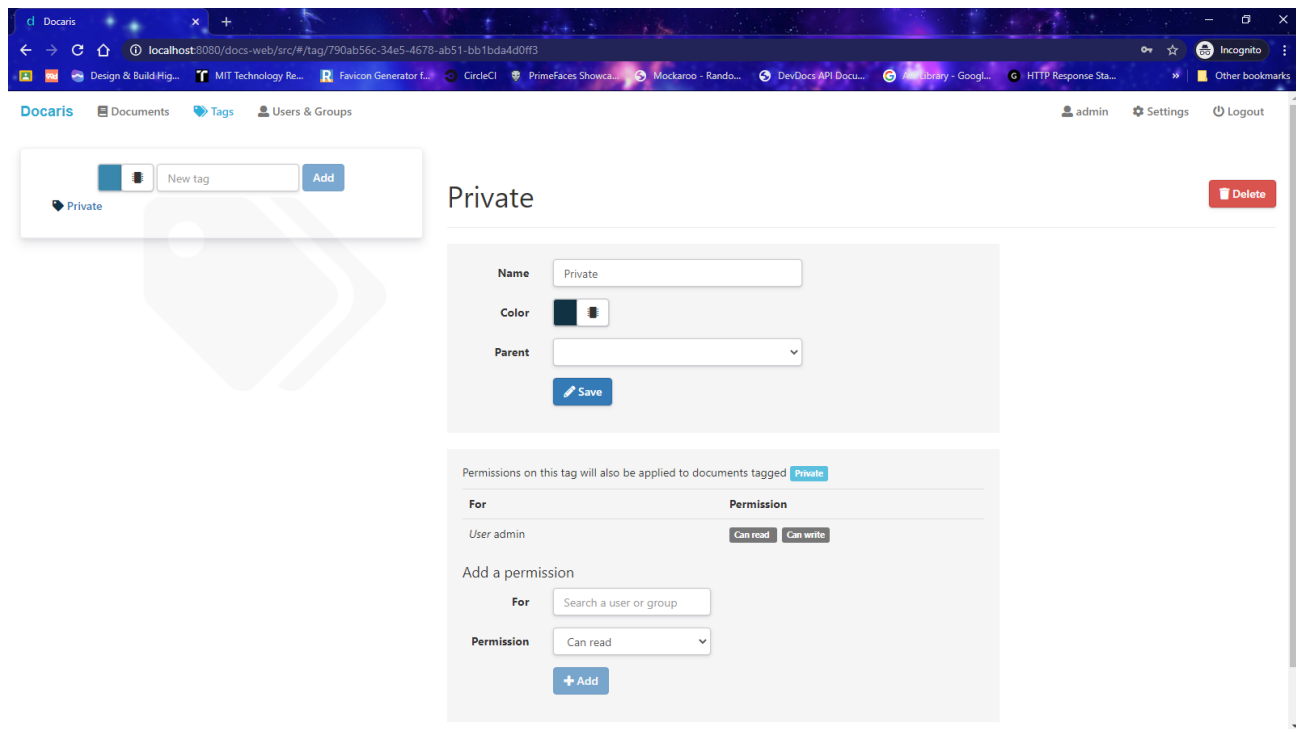 Docaris
localhost:8080/docs-web/src/#/tag/790ab56c-34e5-4678-ab51-bb1bda4d0ff3
Incognito
Design & Build Hig... MIT Technology Re... Favicon Generator f... CircleCI PrimeFaces Showca... Mockaroo - Rando... DevDocs API Docu... Library - Googl... HTTP Response Sta... » Other bookmarks
Docaris Documents Tags Users & Groups admin Settings Logout
New tag Add
Private
Private
Delete
Name Private
Color
Parent
Save
Permissions on this tag will also be applied to documents tagged Private
For Permission
User admin Can read Can write
Add a permission
For Search a user or group
Permission Can read
Add